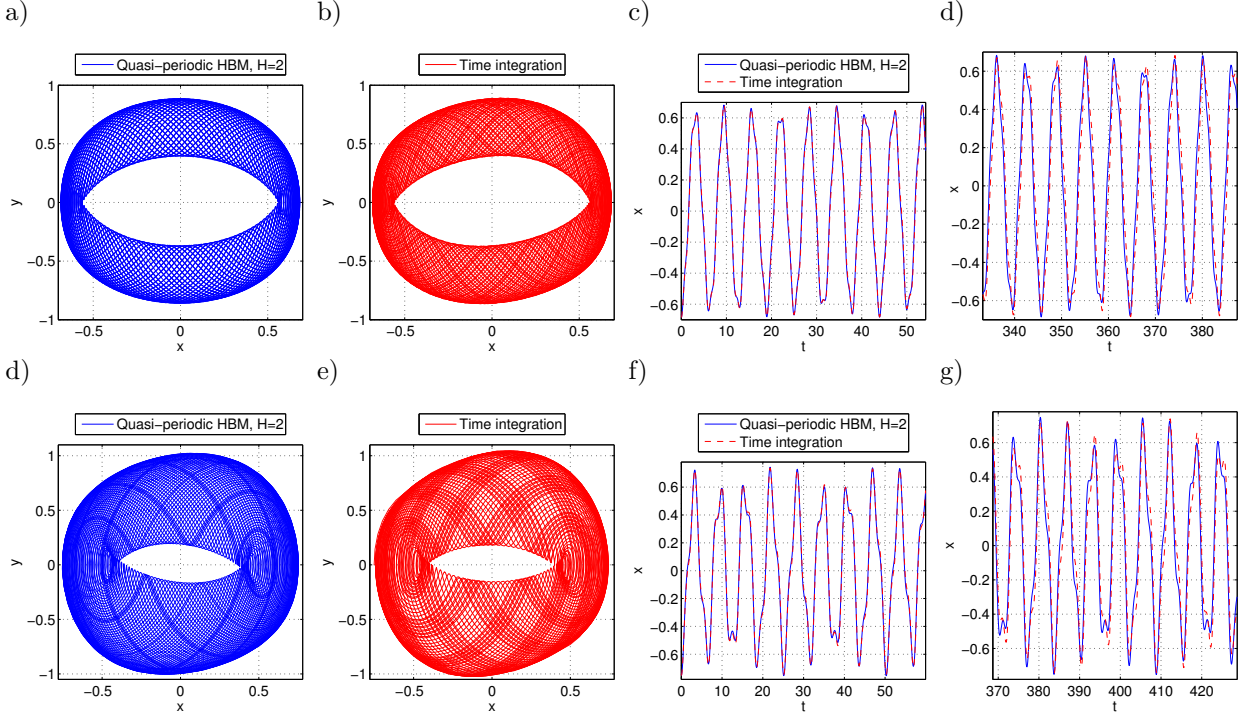 a)
b)
c)
d)
Quasi−periodic HBM, H=2
1
0.5
0
−0.5
−1
y
−0.5
0
0.5
x
Time integration
1
0.5
0
−0.5
−1
y
−0.5
0
0.5
x
Quasi−periodic HBM, H=2
Time integration
0.6
0.4
0.2
0
−0.2
−0.4
−0.6
x
0
10
20
30
40
50
t
0.6
0.4
0.2
0
−0.2
−0.4
−0.6
x
340
350
360
370
380
t
d)
e)
f)
g)
Quasi−periodic HBM, H=2
1
0.5
0
−0.5
−1
y
−0.5
0
0.5
x
Time integration
1
0.5
0
−0.5
−1
y
−0.5
0
0.5
x
Quasi−periodic HBM, H=2
Time integration
0.6
0.4
0.2
0
−0.2
−0.4
−0.6
x
0
10
20
30
40
50
t
0.6
0.4
0.2
0
−0.2
−0.4
−0.6
x
370
380
390
400
410
420
t